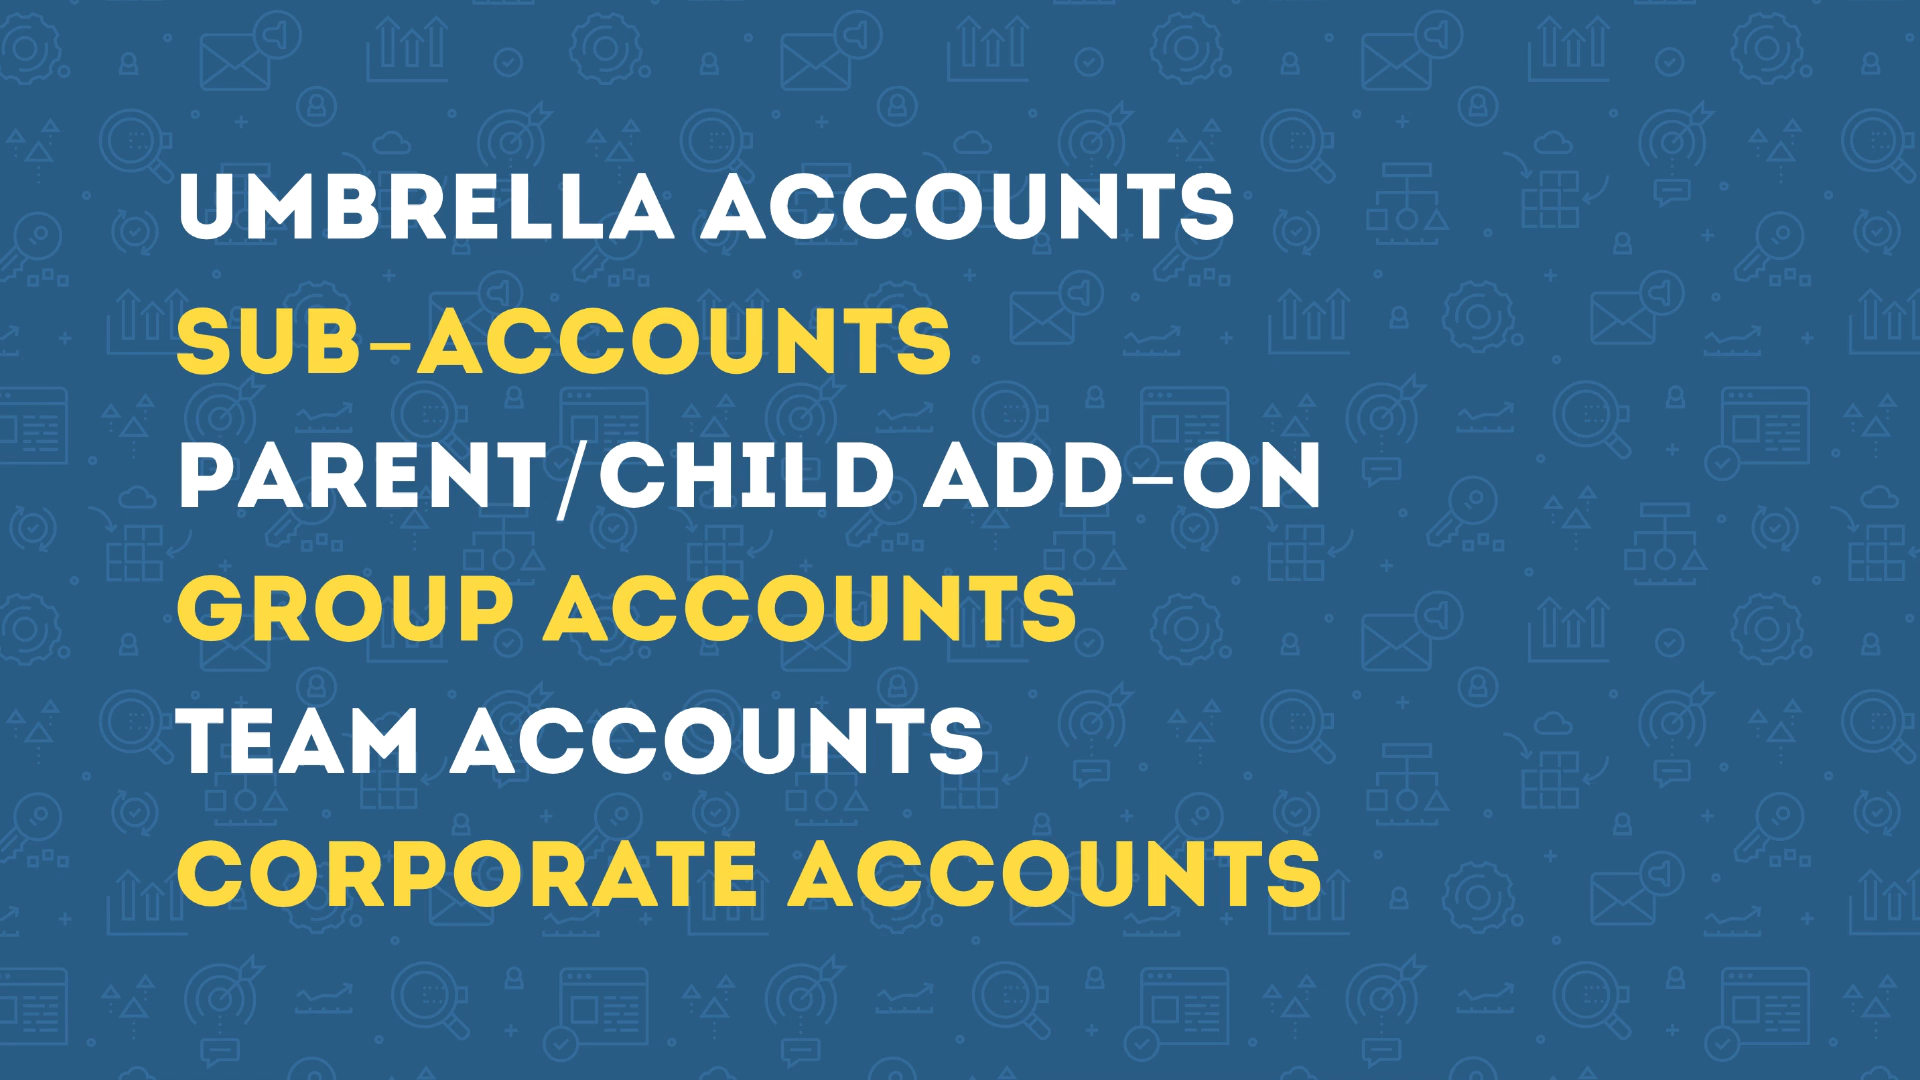 UMBRELLA ACCOUNTS
SUB-ACCOUNTS
PARENT/CHILD ADD-ON
GROUP ACCOUNTS
TEAM ACCOUNTS
CORPORATE ACCOUNTS